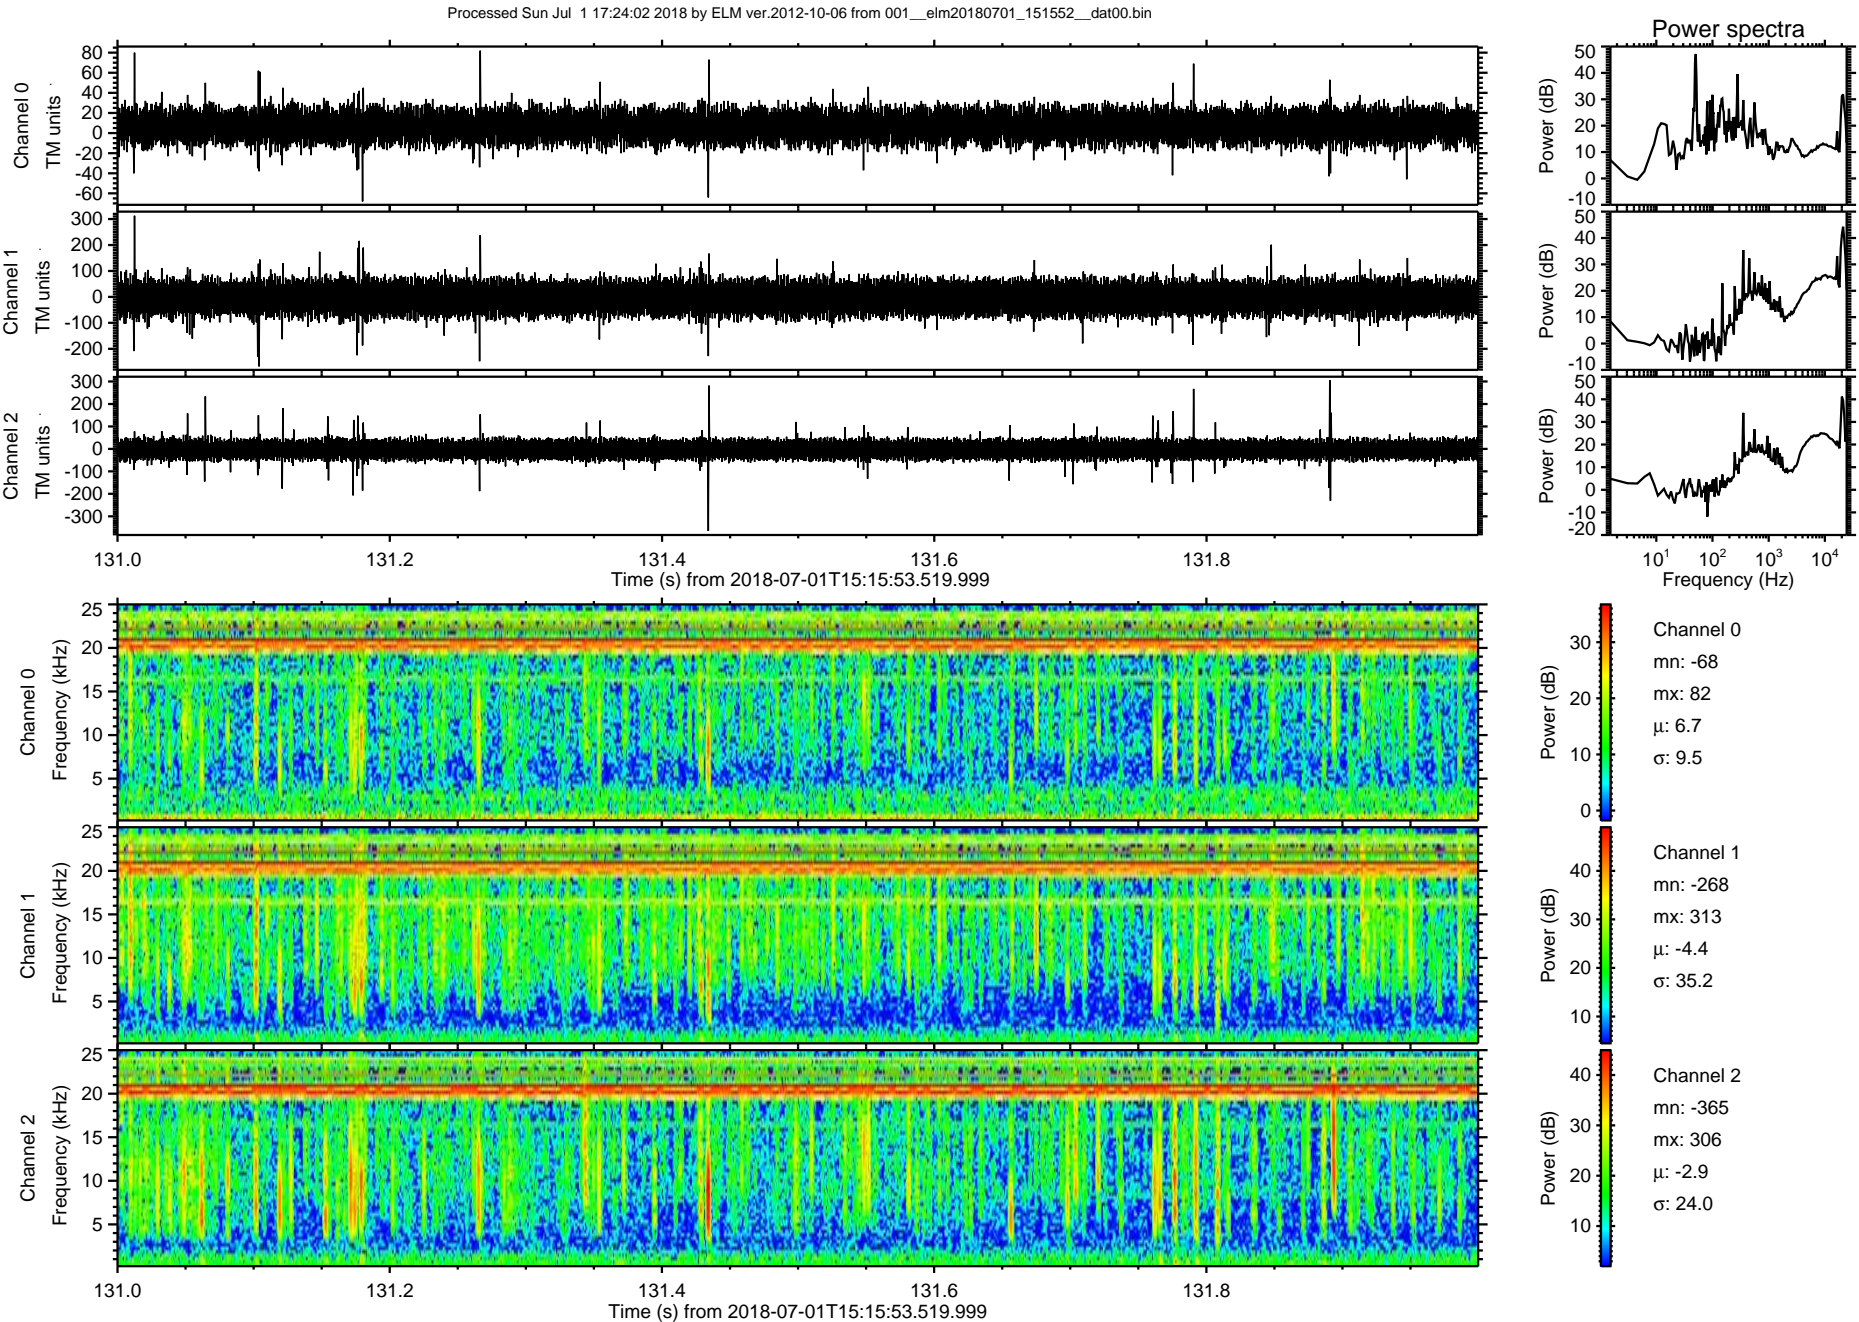 Processed Sun Jul  1 17:24:02 2018 by ELM ver.2012-10-06 from 001__elm20180701_151552__dat00.bin
Power spectra
Channel 0
TM units
80
60
40
20
0
-20
-40
-60
Power (dB)
50
40
30
20
10
0
-10
Channel 1
TM units
300
200
100
0
-100
-200
Power (dB)
50
40
30
20
10
0
-10
Channel 2
TM units
300
200
100
0
-100
-200
-300
Power (dB)
50
40
30
20
10
0
-10
-20
131.0 131.2 131.4 131.6 131.8
Time (s) from 2018-07-01T15:15:53.519.999
10¹ 10² 10³ 10⁴
Frequency (Hz)
Channel 0
Frequency (kHz)
25
20
15
10
5
Power (dB)
30
20
10
0
Channel 0
mn: -68
mx: 82
μ: 6.7
σ: 9.5
Channel 1
Frequency (kHz)
25
20
15
10
5
Power (dB)
40
30
20
10
Channel 1
mn: -268
mx: 313
μ: -4.4
σ: 35.2
Channel 2
Frequency (kHz)
25
20
15
10
5
Power (dB)
40
30
20
10
Channel 2
mn: -365
mx: 306
μ: -2.9
σ: 24.0
131.0 131.2 131.4 131.6 131.8
Time (s) from 2018-07-01T15:15:53.519.999